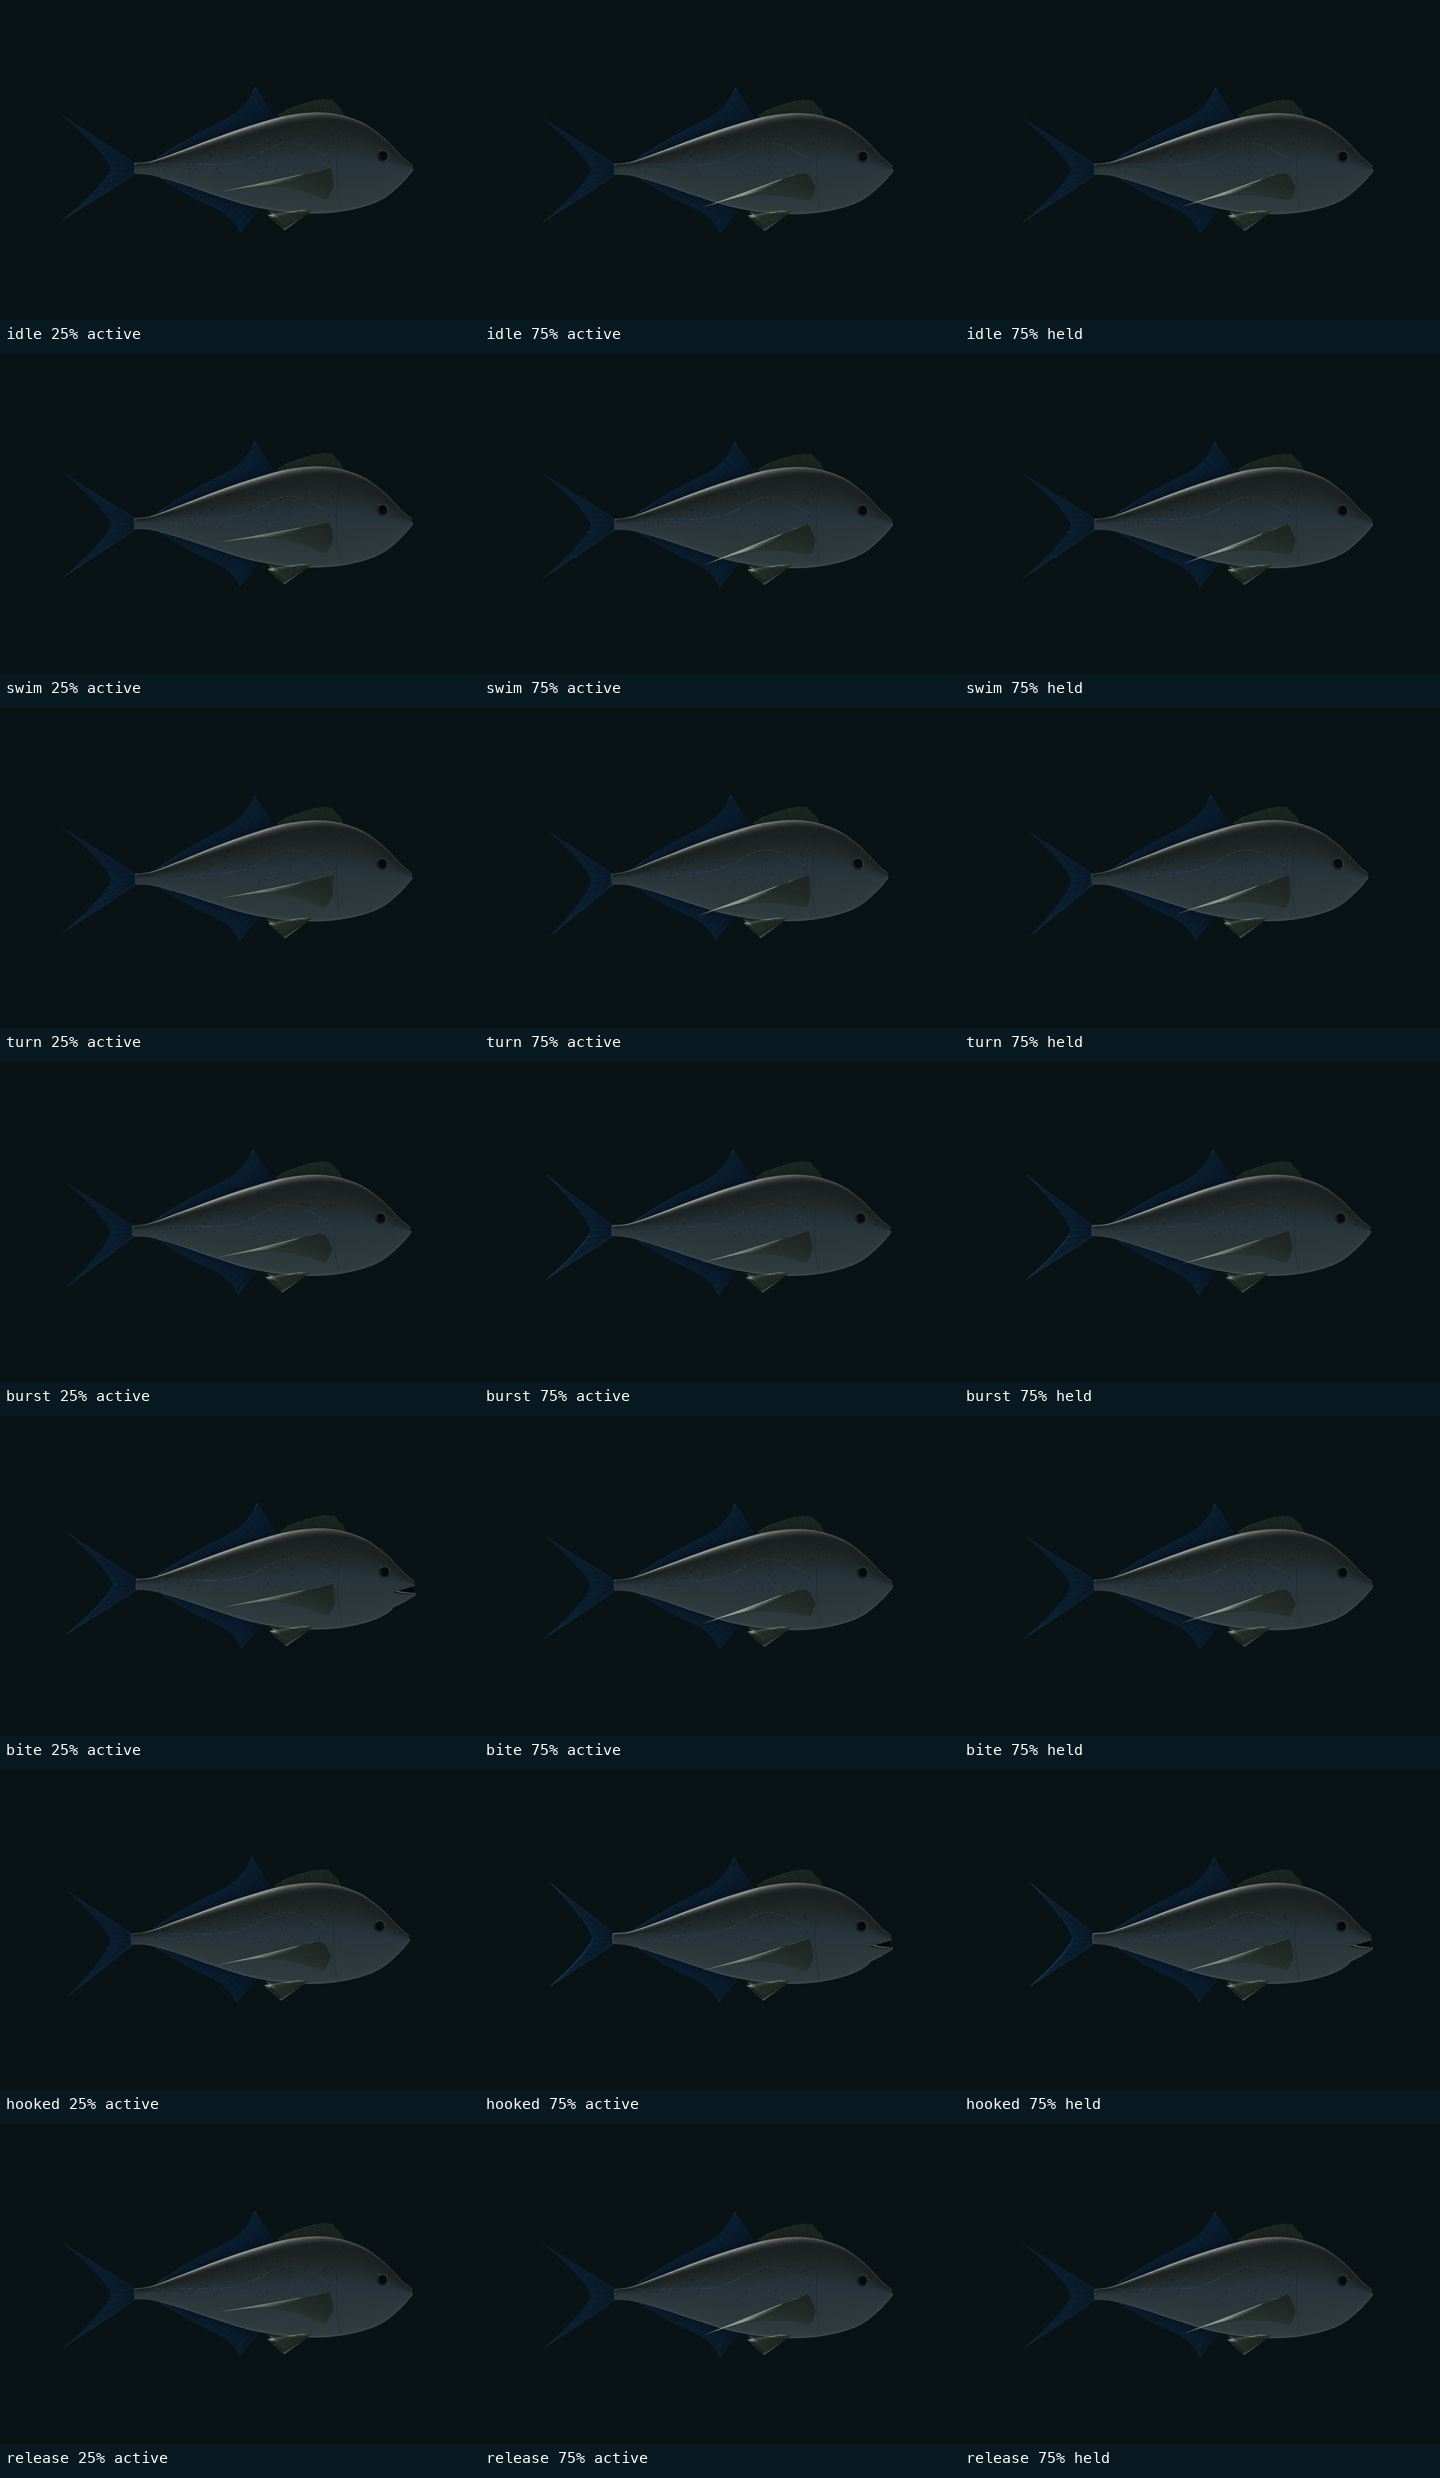 idle 25% active
idle 75% active
idle 75% held
swim 25% active
swim 75% active
swim 75% held
turn 25% active
turn 75% active
turn 75% held
burst 25% active
burst 75% active
burst 75% held
bite 25% active
bite 75% active
bite 75% held
hooked 25% active
hooked 75% active
hooked 75% held
release 25% active
release 75% active
release 75% held